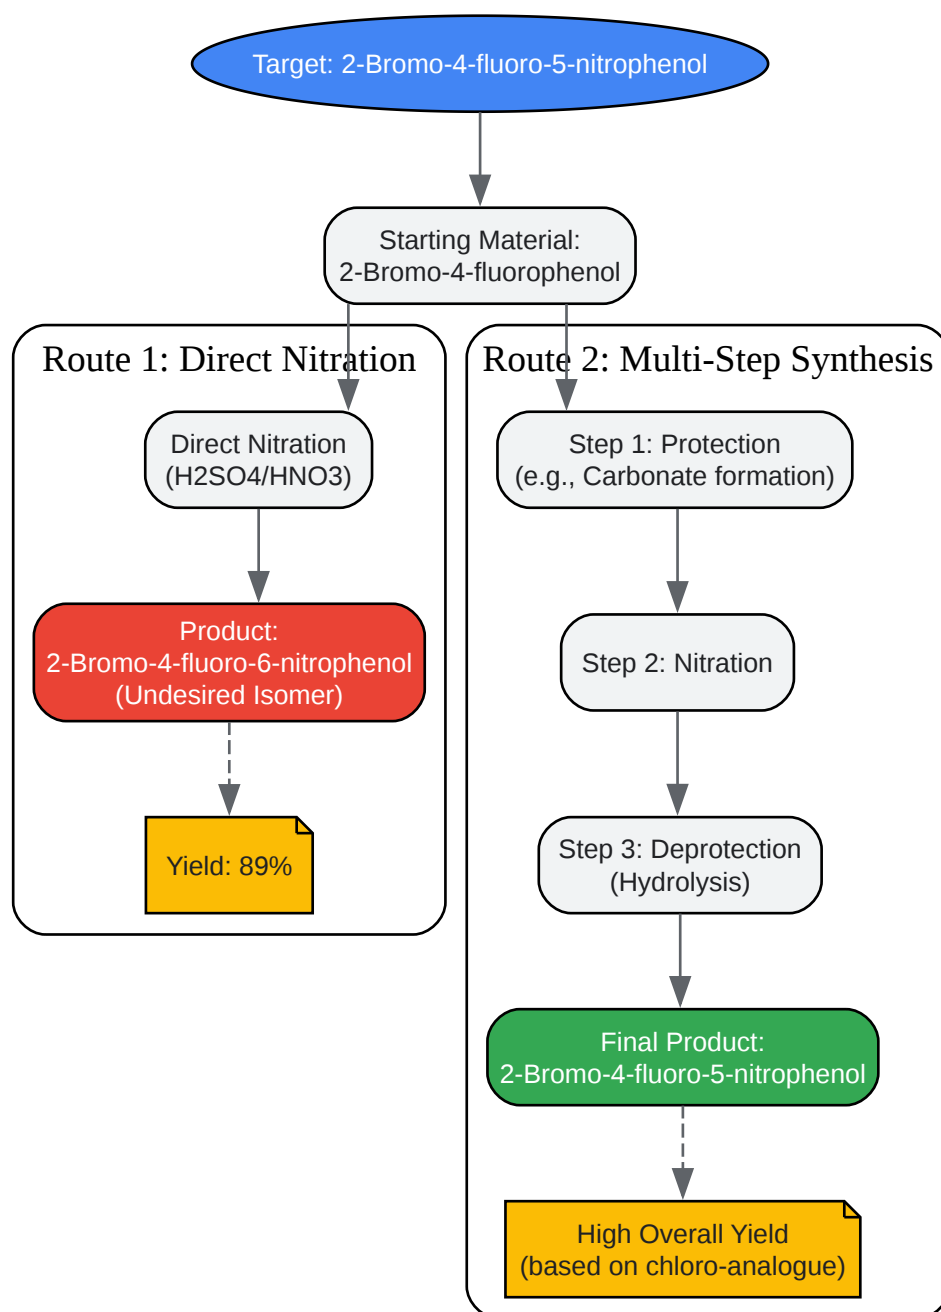 Target: 2-Bromo-4-fluoro-5-nitrophenol
Starting Material:
2-Bromo-4-fluorophenol
Route 1: Direct Nitration
Direct Nitration
(H2SO4/HNO3)
Product:
2-Bromo-4-fluoro-6-nitrophenol
(Undesired Isomer)
Yield: 89%
Route 2: Multi-Step Synthesis
Step 1: Protection
(e.g., Carbonate formation)
Step 2: Nitration
Step 3: Deprotection
(Hydrolysis)
Final Product:
2-Bromo-4-fluoro-5-nitrophenol
High Overall Yield
(based on chloro-analogue)